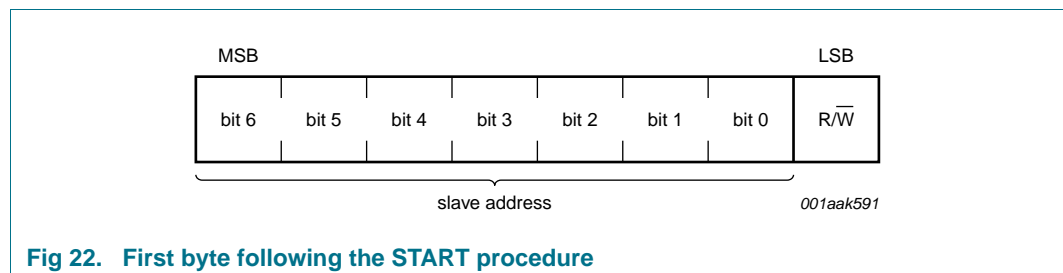 MSB LSB
bit 6 bit 5 bit 4 bit 3 bit 2 bit 1 bit 0 R/W̅
slave address 001aak591
Fig 22. First byte following the START procedure